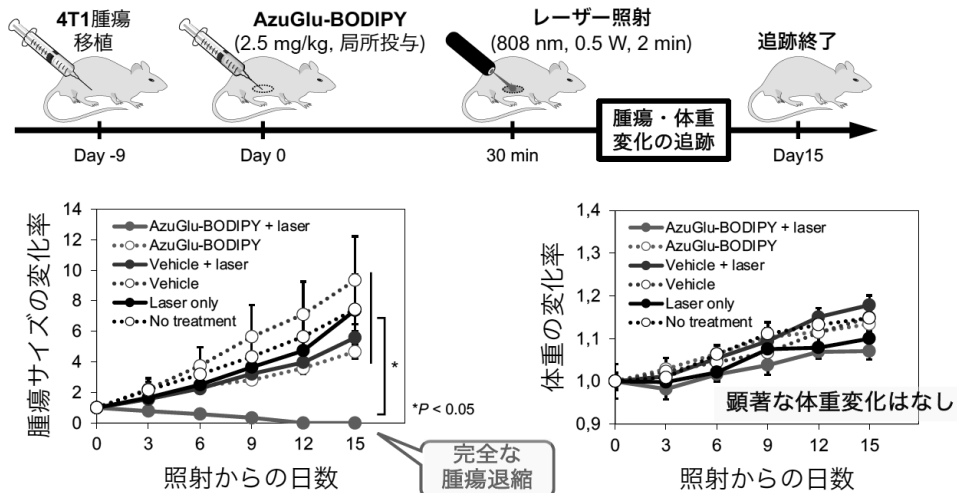 4T1腫瘍
移植
AzuGlu-BODIPY
(2.5 mg/kg, 局所投与)
レーザー照射
(808 nm, 0.5 W, 2 min)
追跡終了
腫瘍・体重
変化の追跡
Day -9
Day 0
30 min
Day15
腫瘍サイズの変化率
14
12
10
8
6
4
2
0
AzuGlu-BODIPY + laser
AzuGlu-BODIPY
Vehicle + laser
Vehicle
Laser only
No treatment
*
*P < 0.05
0
3
6
9
12
15
照射からの日数
完全な
腫瘍退縮
体重の変化率
1,4
1,3
1,2
1,1
1,0
0,9
AzuGlu-BODIPY + laser
AzuGlu-BODIPY
Vehicle + laser
Vehicle
Laser only
No treatment
顕著な体重変化はなし
0
3
6
9
12
15
照射からの日数